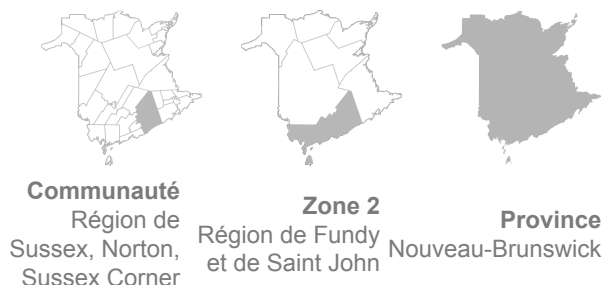 Communauté
Région de
Sussex, Norton,
Sussex Corner
Zone 2
Région de Fundy
et de Saint John
Province
Nouveau-Brunswick